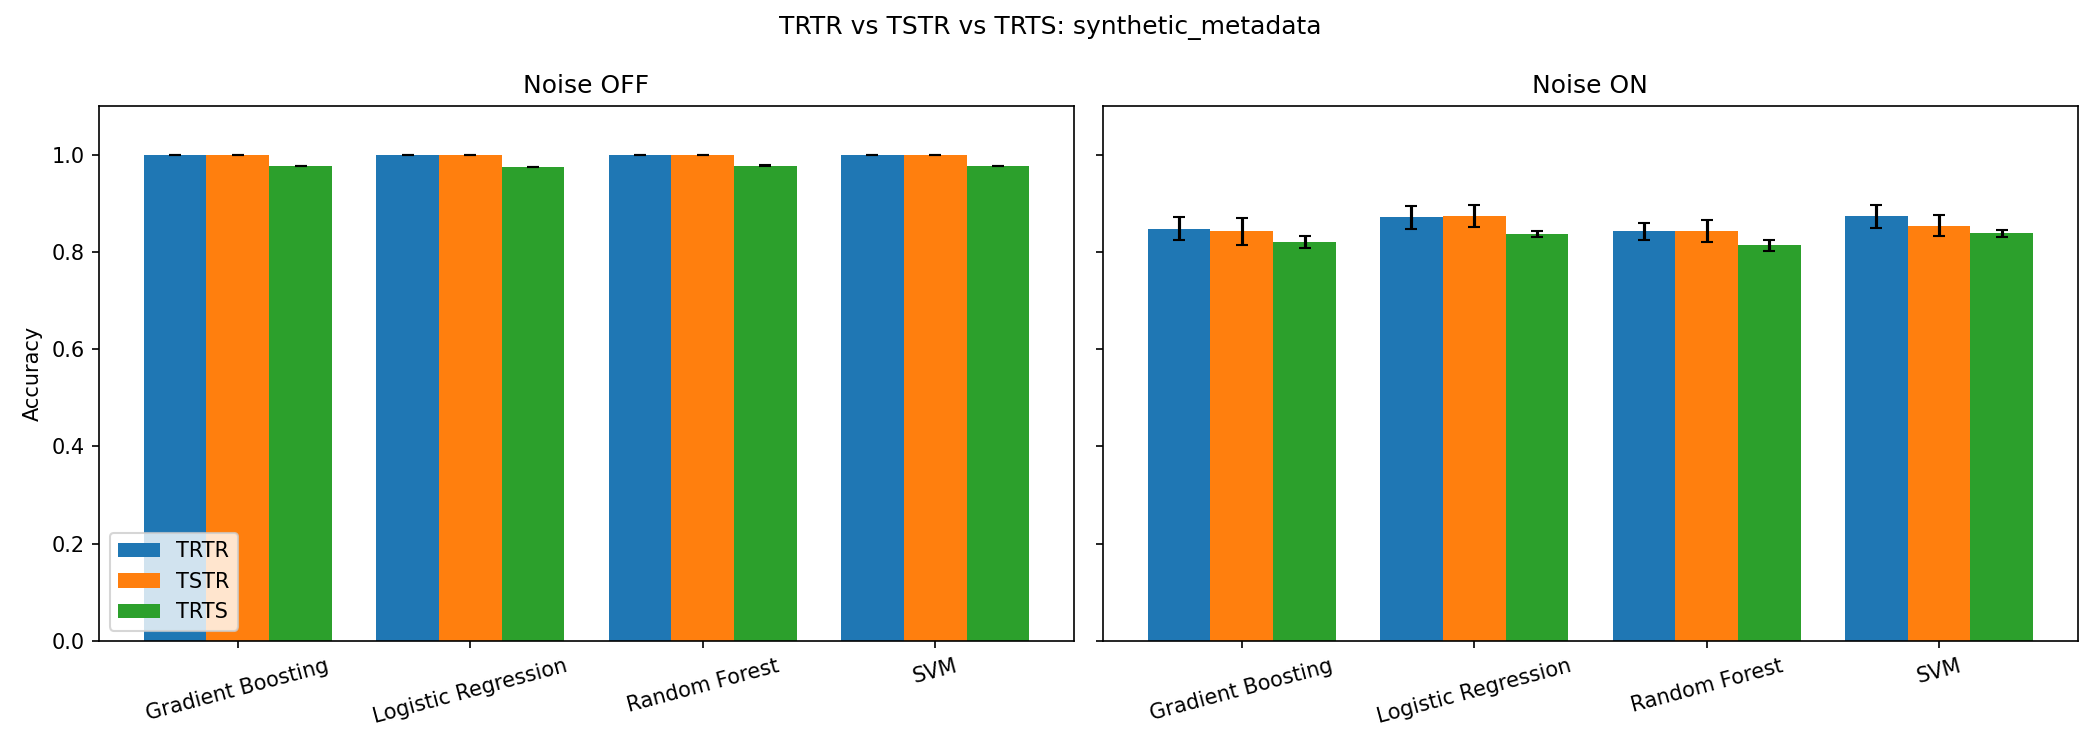 TRTR vs TSTR vs TRTS: synthetic_metadata
Noise OFF
Noise ON
Accuracy
1.0
0.8
0.6
0.4
0.2
0.0
TRTR
TSTR
TRTS
Gradient Boosting
Logistic Regression
Random Forest
SVM
Gradient Boosting
Logistic Regression
Random Forest
SVM